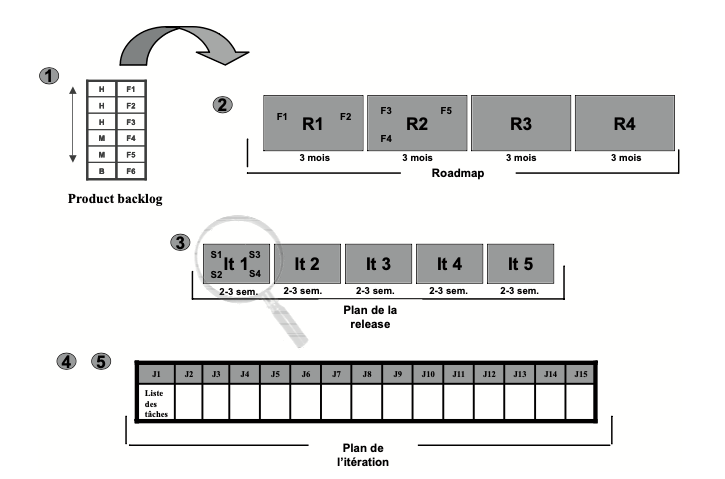 1
H F1
H F2
H F3
M F4
M F5
B F6
Product backlog
2
F1 R1 F2
F3 R2 F5
F4
R3
R4
3 mois 3 mois 3 mois 3 mois
Roadmap
3
S1 It 1 S3
S2 S4
It 2 It 3 It 4 It 5
2-3 sem. 2-3 sem. 2-3 sem. 2-3 sem. 2-3 sem.
Plan de la
release
4 5
J1 J2 J3 J4 J5 J6 J7 J8 J9 J10 J11 J12 J13 J14 J15
Liste
des
tâches
Plan de
l'itération